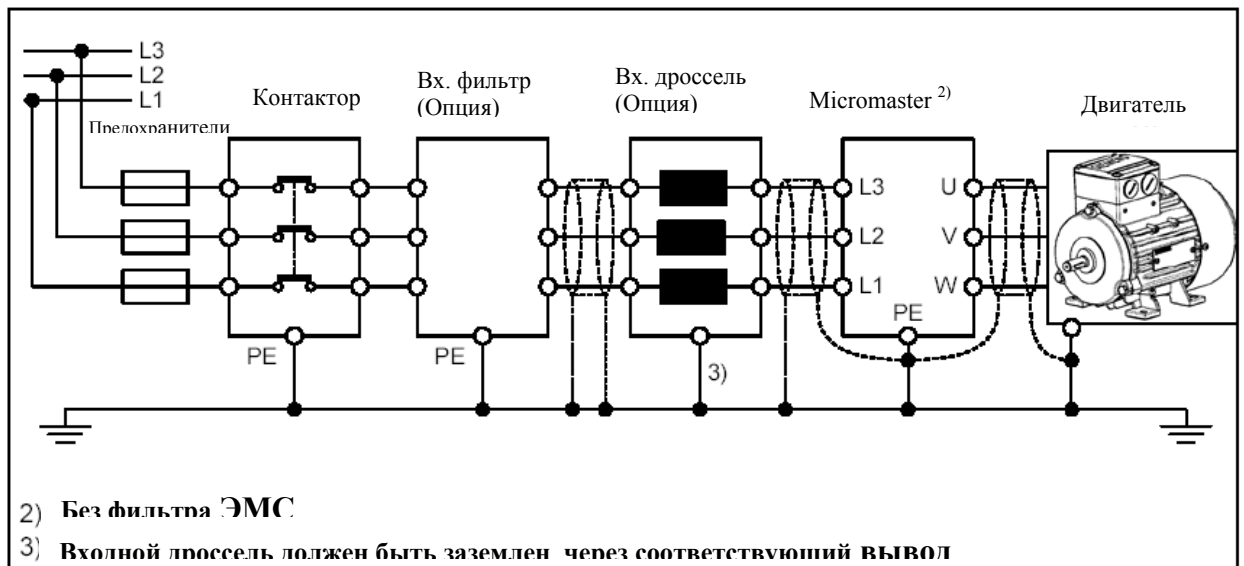 L3
L2
L1
Предохранители
Контактор
Вх. фильтр
(Опция)
Вх. дроссель
(Опция)
Micromaster 2)
Двигатель
L3
U
L2
V
L1
W
PE
PE
PE
3)
2) Без фильтра ЭМС
3) Входной дроссель должен быть заземлен через соответствующий вывод